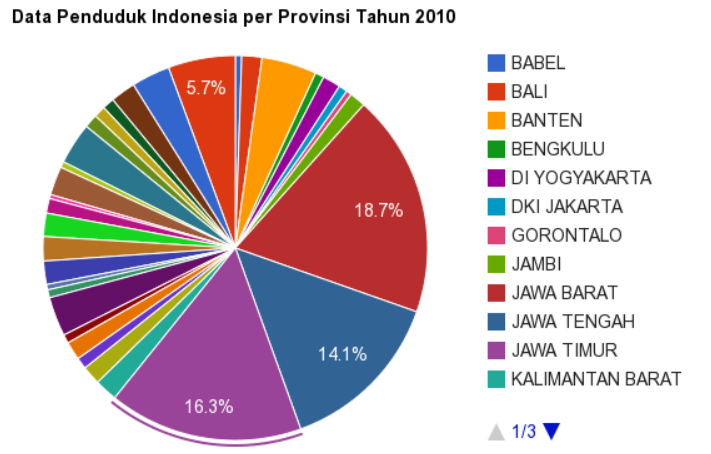 Data Penduduk Indonesia per Provinsi Tahun 2010
5.7%
18.7%
14.1%
16.3%
BABEL
BALI
BANTEN
BENGKULU
DI YOGYAKARTA
DKI JAKARTA
GORONTALO
JAMBI
JAWA BARAT
JAWA TENGAH
JAWA TIMUR
KALIMANTAN BARAT
1/3